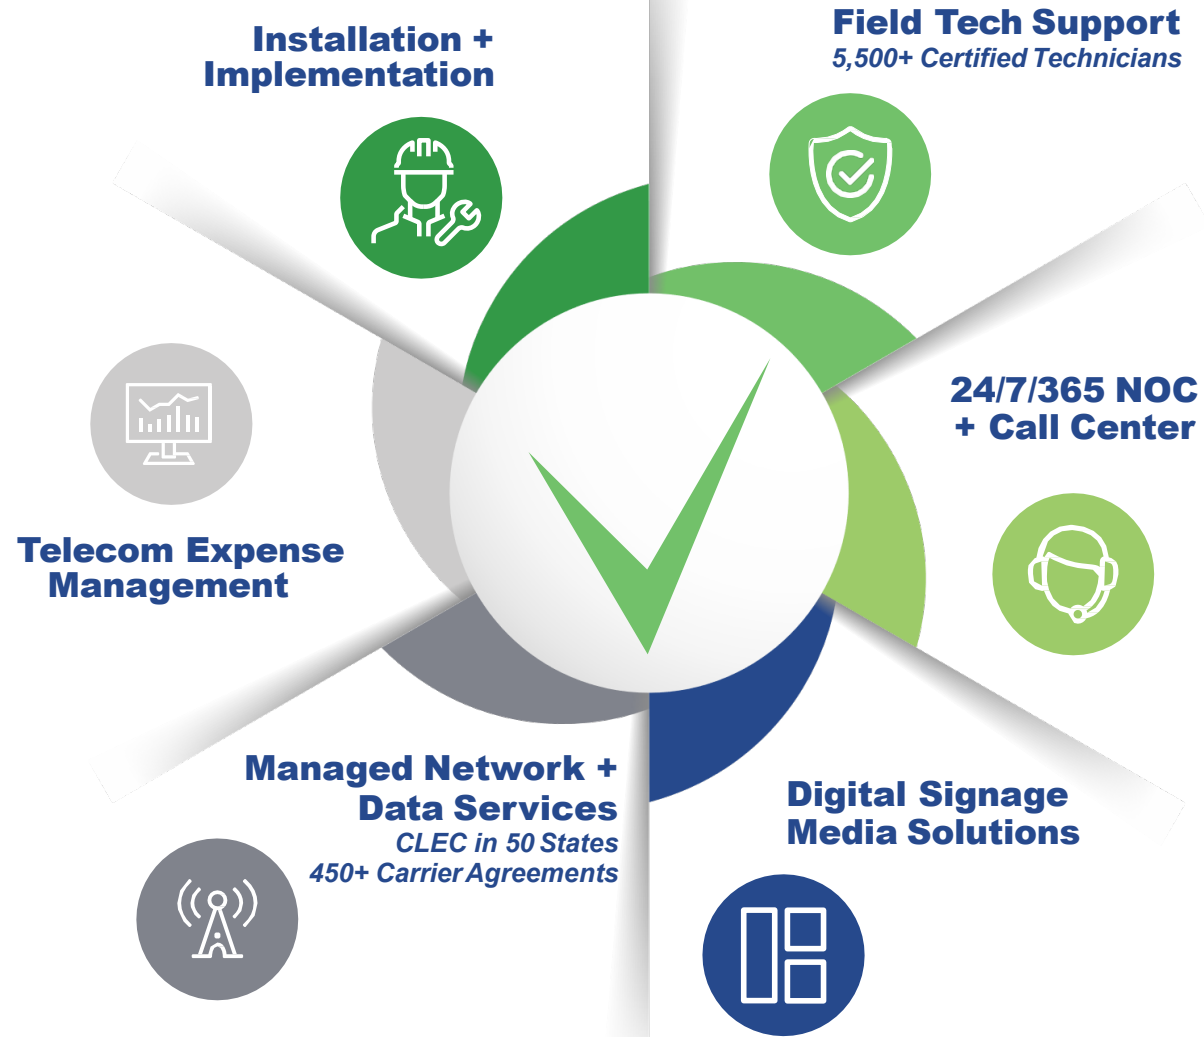 Installation +
Implementation
Field Tech Support
5,500+ Certified Technicians
24/7/365 NOC
+ Call Center
Telecom Expense
Management
Managed Network +
Data Services
CLEC in 50 States
450+ Carrier Agreements
Digital Signage
Media Solutions